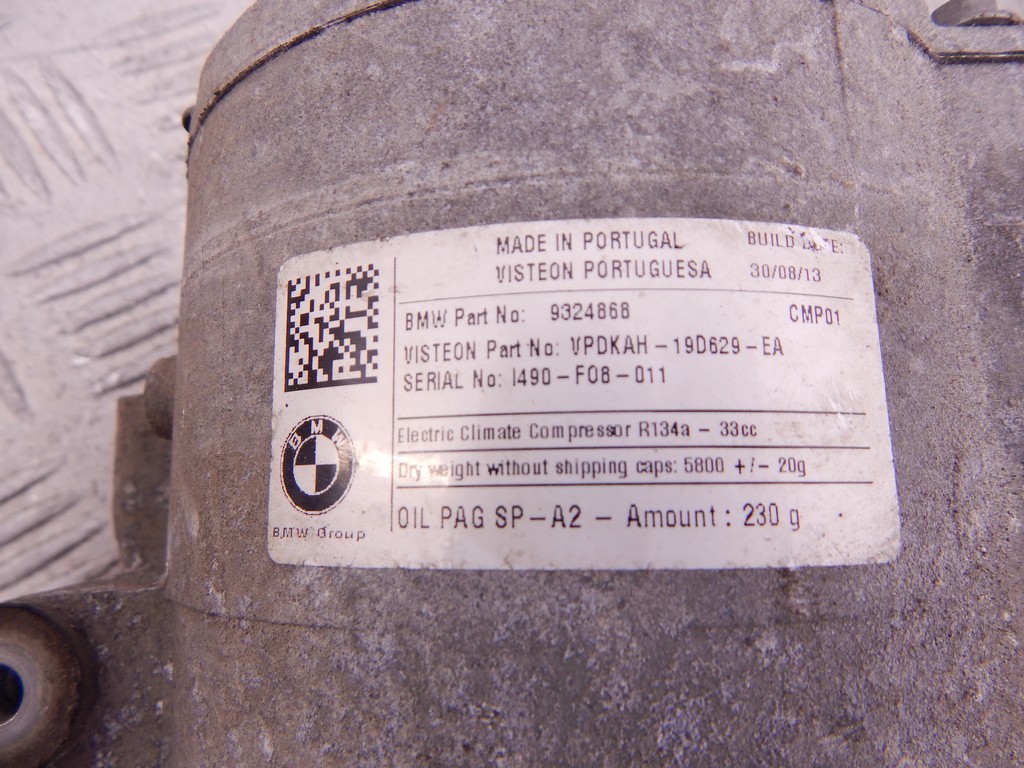 MADE IN PORTUGAL
VISTEON PORTUGUESA
BUILD DATE:
30/08/13
BMW Part No: 9324868 CMP01
VISTEON Part No: VPDKAH-19D629-EA
SERIAL No: I490-F08-011
Electric Climate Compressor R134a - 33cc
Dry weight without shipping caps: 5800 +/- 20g
OIL PAG SP-A2 - Amount: 230 g
BMW
BMW Group